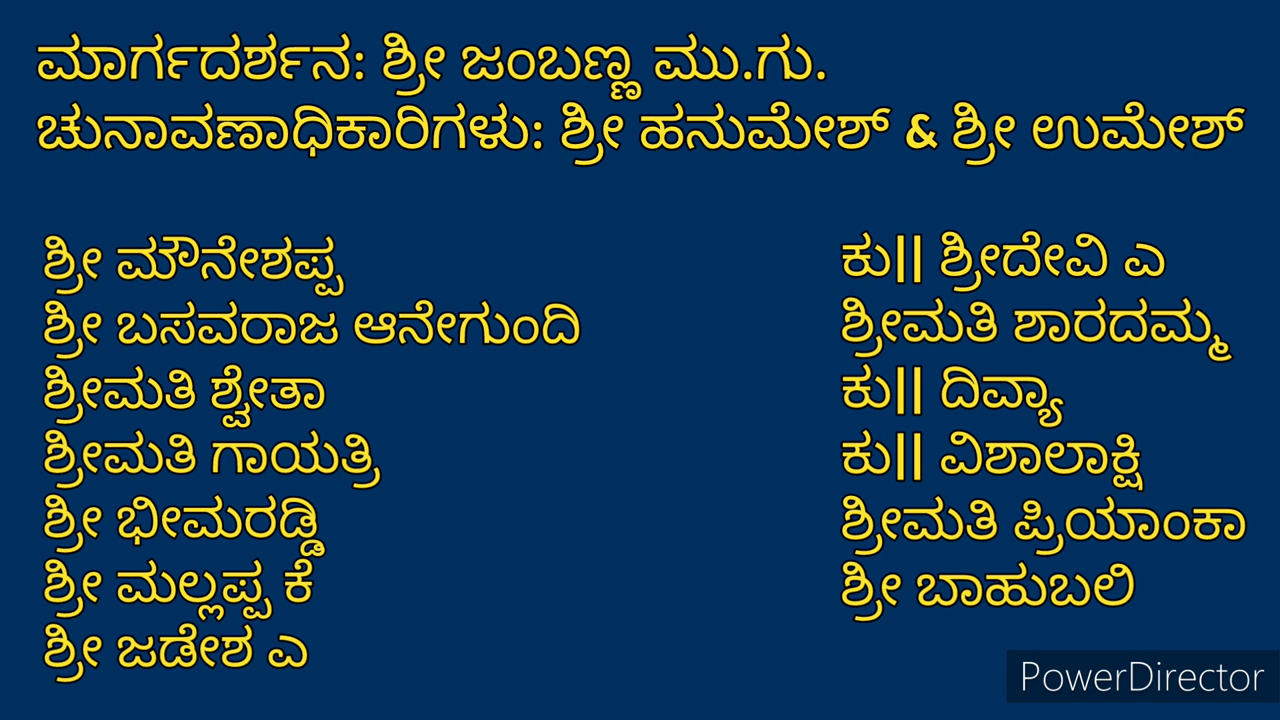 ಮಾರ್ಗದರ್ಶನ: ಶ್ರೀ ಜಂಬಣ್ಣ ಮು.ಗು.
ಚುನಾವಣಾಧಿಕಾರಿಗಳು: ಶ್ರೀ ಹನುಮೇಶ್ & ಶ್ರೀ ಉಮೇಶ್
ಶ್ರೀ ಮೌನೇಶಪ್ಪ
ಶ್ರೀ ಬಸವರಾಜ ಆನೇಗುಂದಿ
ಶ್ರೀಮತಿ ಶ್ವೇತಾ
ಶ್ರೀಮತಿ ಗಾಯತ್ರಿ
ಶ್ರೀ ಭೀಮರಡ್ಡಿ
ಶ್ರೀ ಮಲ್ಲಪ್ಪ ಕೆ
ಶ್ರೀ ಜಡೇಶ ಎ
ಕು|| ಶ್ರೀದೇವಿ ಎ
ಶ್ರೀಮತಿ ಶಾರದಮ್ಮ
ಕು|| ದಿವ್ಯಾ
ಕು|| ವಿಶಾಲಾಕ್ಷಿ
ಶ್ರೀಮತಿ ಪ್ರಿಯಾಂಕಾ
ಶ್ರೀ ಬಾಹುಬಲಿ
PowerDirector